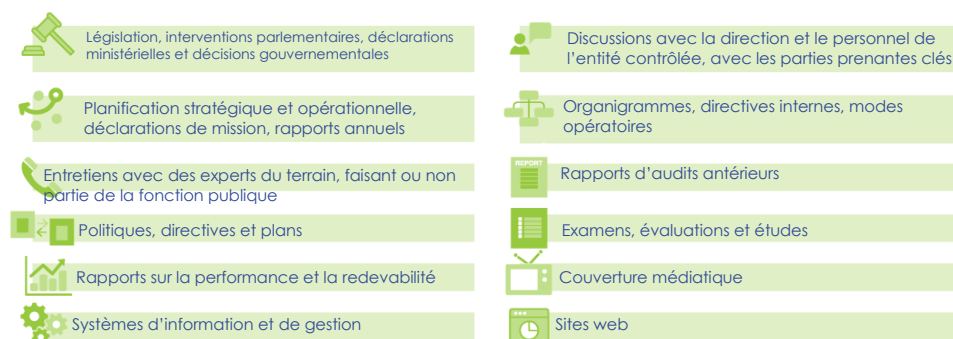 Législation, interventions parlementaires, déclarations
ministérielles et décisions gouvernementales
Planification stratégique et opérationnelle,
déclarations de mission, rapports annuels
Entretiens avec des experts du terrain, faisant ou non
partie de la fonction publique
Politiques, directives et plans
Rapports sur la performance et la redevabilité
Systèmes d'information et de gestion
Discussions avec la direction et le personnel de
l'entité contrôlée, avec les parties prenantes clés
Organigrammes, directives internes, modes
opératoires
REPORT
Rapports d'audits antérieurs
Examens, évaluations et études
Couverture médiatique
Sites web